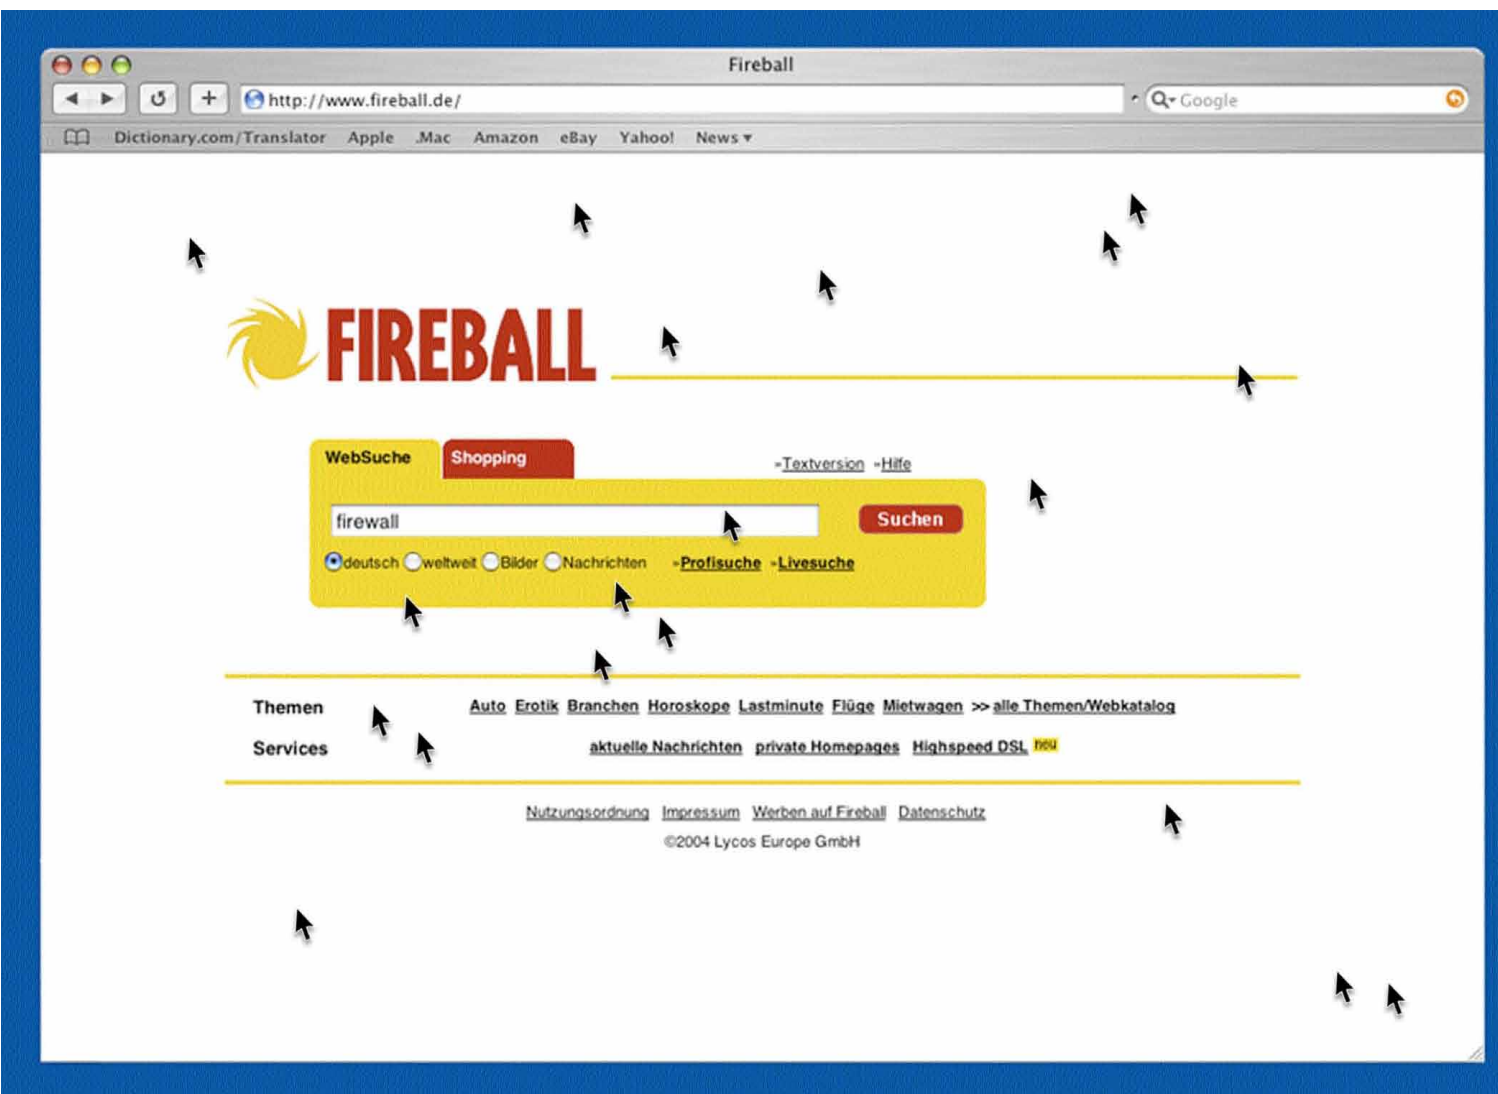 Fireball
http://www.fireball.de/
Google
Dictionary.com/Translator Apple .Mac Amazon eBay Yahoo! News
FIREBALL
WebSuche Shopping
»Textversion »Hilfe
firewall
Suchen
deutsch weltweit Bilder Nachrichten »Profisuche »Livesuche
Themen Auto Erotik Branchen Horoskope Lastminute Flüge Mietwagen >> alle Themen/Webkatalog
Services aktuelle Nachrichten private Homepages Highspeed DSL neu
Nutzungsordnung Impressum Werben auf Fireball Datenschutz
©2004 Lycos Europe GmbH